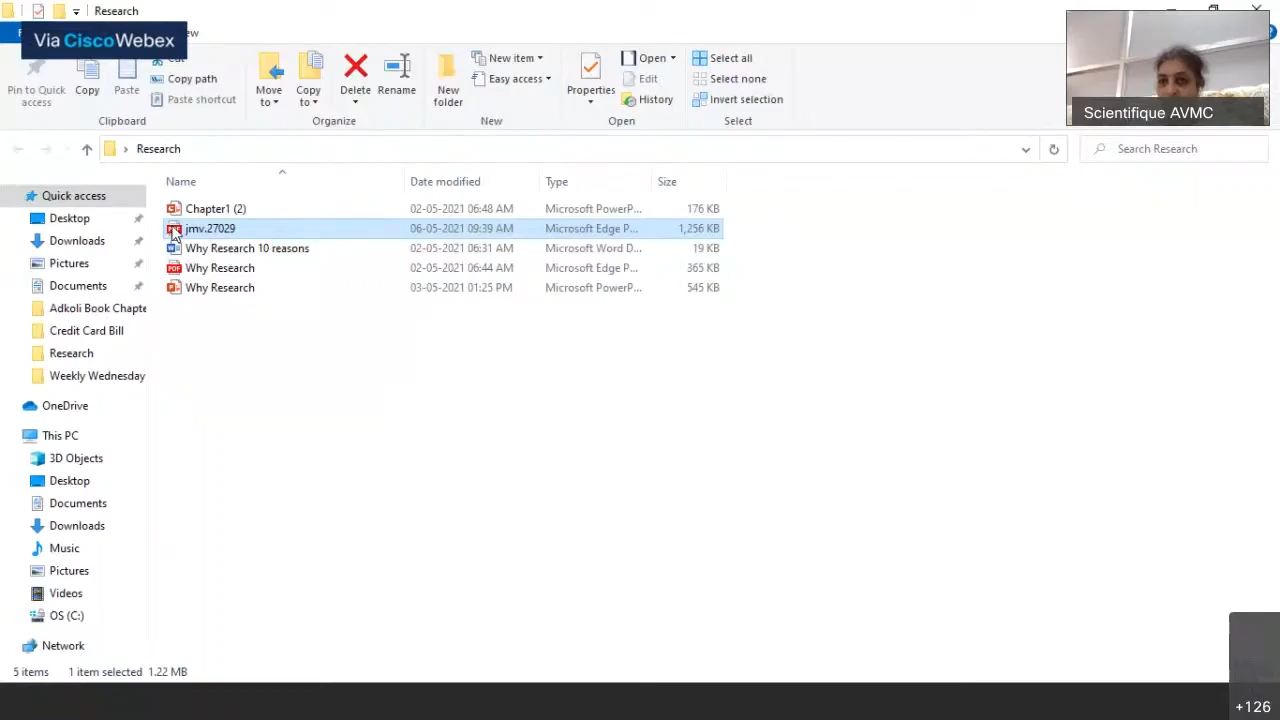 Research
Via CiscoWebex
Pin to Quick access
Copy
Paste
Cut
Copy path
Paste shortcut
Clipboard
Move to
Copy to
Delete
Rename
Organize
New folder
New item
Easy access
New
Properties
Open
Edit
History
Open
Select all
Select none
Invert selection
Select
Scientifique AVMC
Research
Search Research
Name Date modified Type Size
Chapter1 (2) 02-05-2021 06:48 AM Microsoft PowerP... 176 KB
jmv.27029 06-05-2021 09:39 AM Microsoft Edge P... 1,256 KB
Why Research 10 reasons 02-05-2021 06:31 AM Microsoft Word D... 19 KB
Why Research 02-05-2021 06:44 AM Microsoft Edge P... 365 KB
Why Research 03-05-2021 01:25 PM Microsoft PowerP... 545 KB
Quick access
Desktop
Downloads
Pictures
Documents
Adkoli Book Chapte
Credit Card Bill
Research
Weekly Wednesday
OneDrive
This PC
3D Objects
Desktop
Documents
Downloads
Music
Pictures
Videos
OS (C:)
Network
5 items 1 item selected 1.22 MB
+126